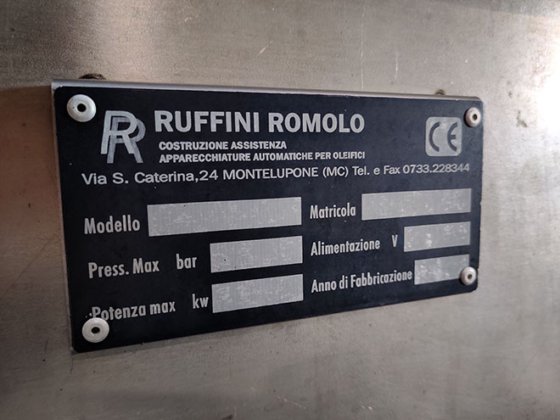 RR RUFFINI ROMOLO
COSTRUZIONE ASSISTENZA
APPARECCHIATURE AUTOMATICHE PER OLEIFICI
CE
Via S. Caterina,24 MONTELUPONE (MC) Tel. e Fax 0733.228344
Modello Matricola
Press. Max bar Alimentazione V
Potenza max kw Anno di Fabbricazione